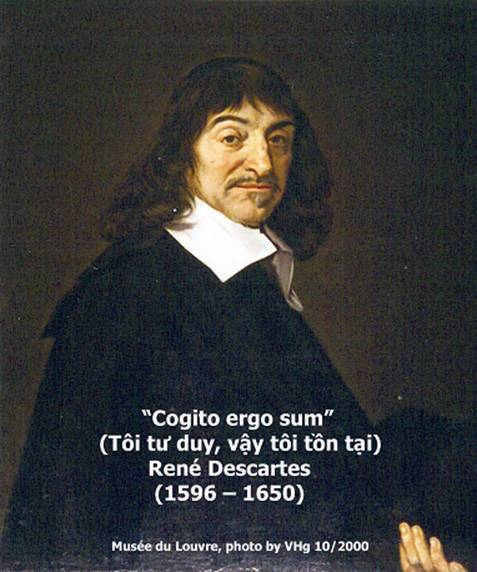 “Cogito ergo sum”
(Tôi tư duy, vậy tôi tồn tại)
René Descartes
(1596 – 1650)
Musée du Louvre, photo by VHg 10/2000